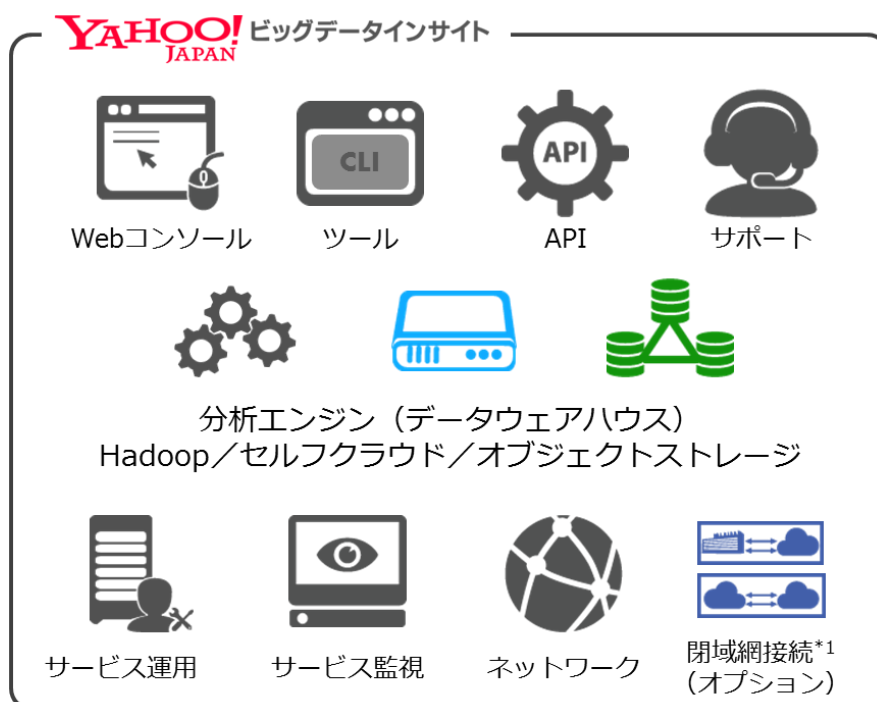 YAHOO! JAPAN ビッグデータインサイト
CLI
API
Webコンソール
ツール
API
サポート
分析エンジン（データウェアハウス）
Hadoop／セルフクラウド／オブジェクトストレージ
サービス運用
サービス監視
ネットワーク
閉域網接続*1
（オプション）